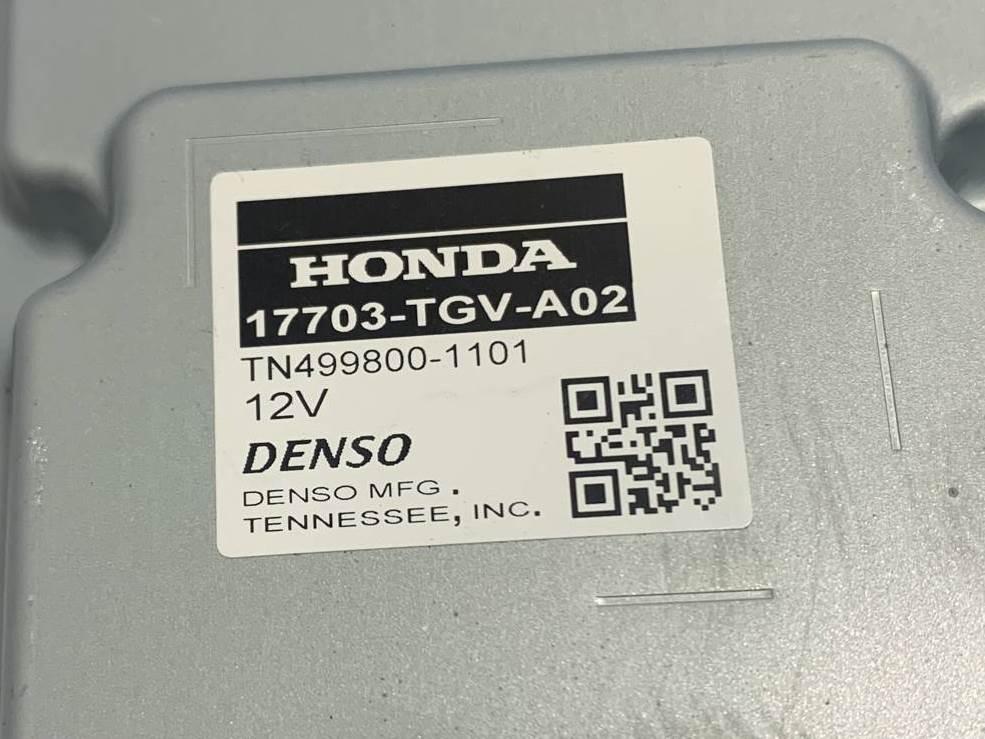 HONDA
17703-TGV-A02
TN499800-1101
12V
DENSO
DENSO MFG.
TENNESSEE, INC.